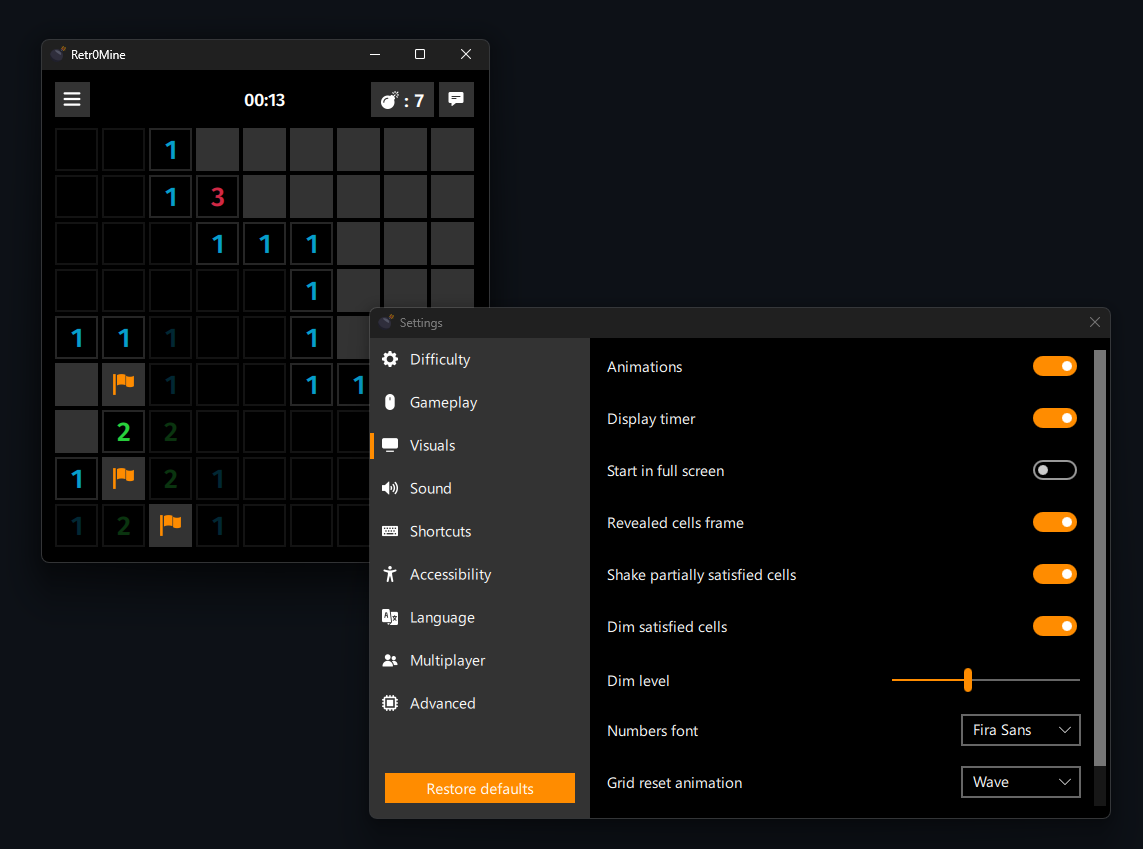 Retr0Mine
00:13
: 7
1
1 3
1 1 1
1
1 1 1 1
1 1 1
2 2
1 2 1
1 2 1
Settings
Difficulty
Gameplay
Visuals
Sound
Shortcuts
Accessibility
Language
Multiplayer
Advanced
Restore defaults
Animations
Display timer
Start in full screen
Revealed cells frame
Shake partially satisfied cells
Dim satisfied cells
Dim level
Numbers font
Fira Sans
Grid reset animation
Wave